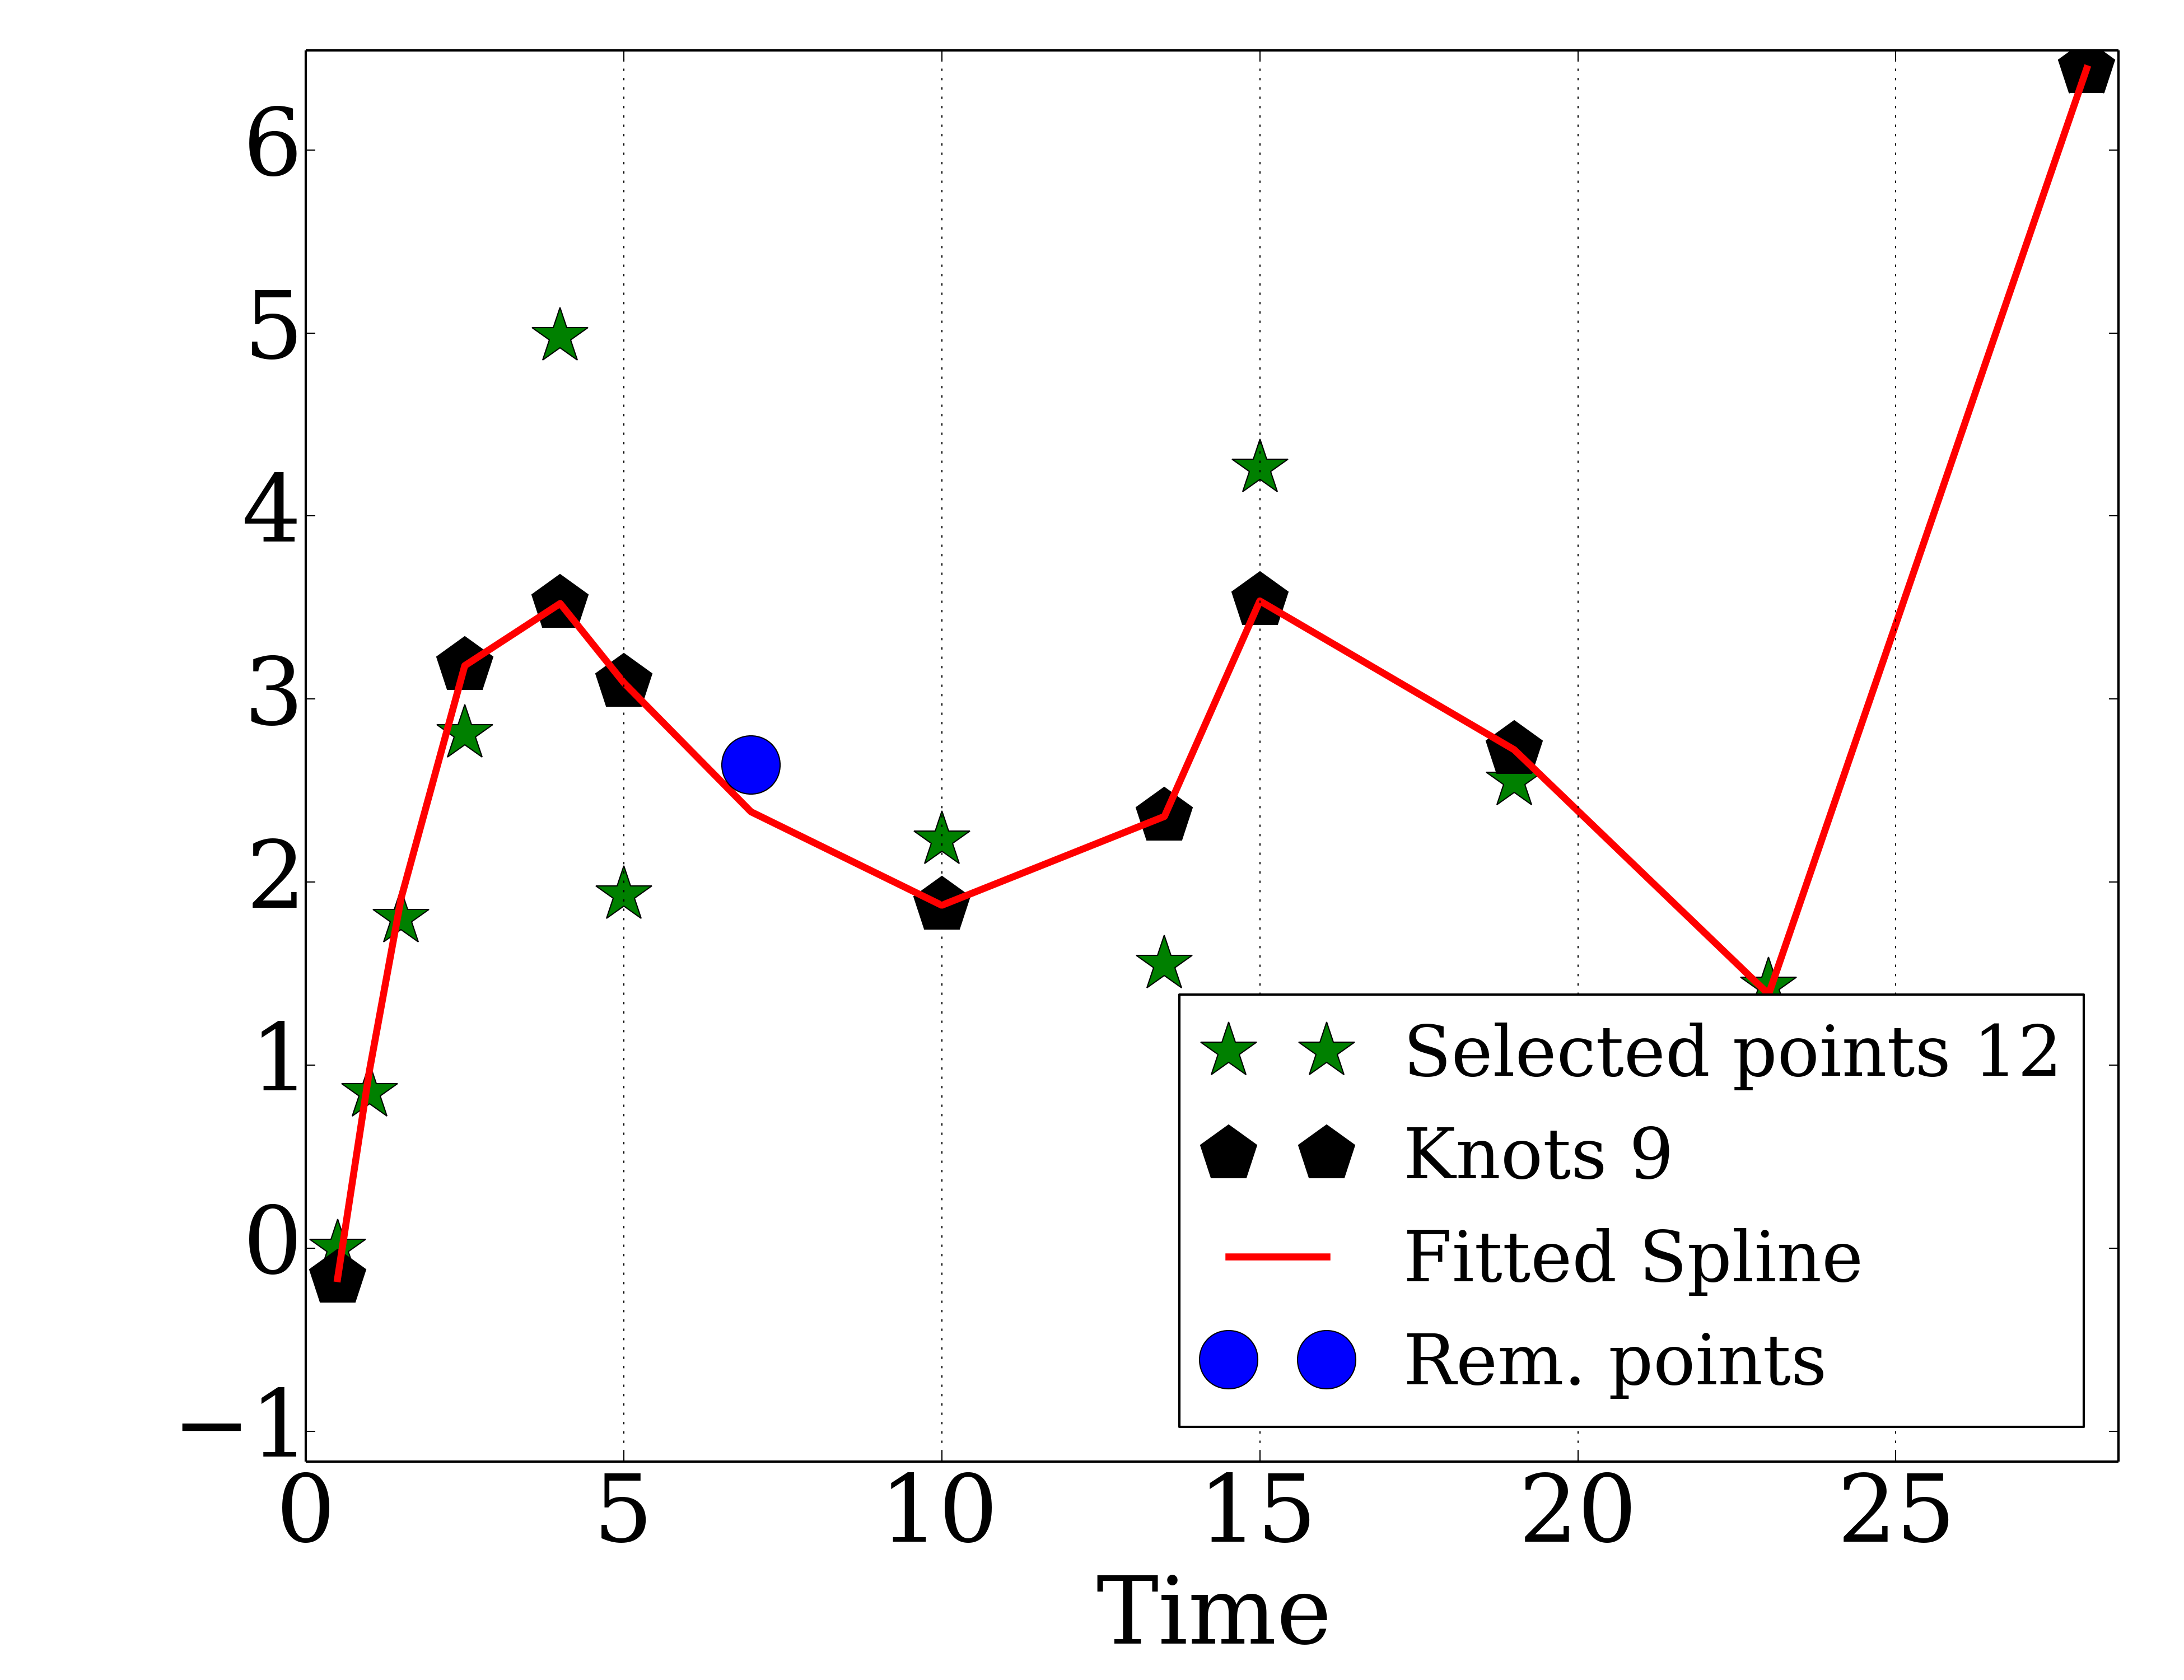 6
5
4
3
2
1
0
−1
Selected points 12
Knots 9
Fitted Spline
Rem. points
0 5 10 15 20 25
Time